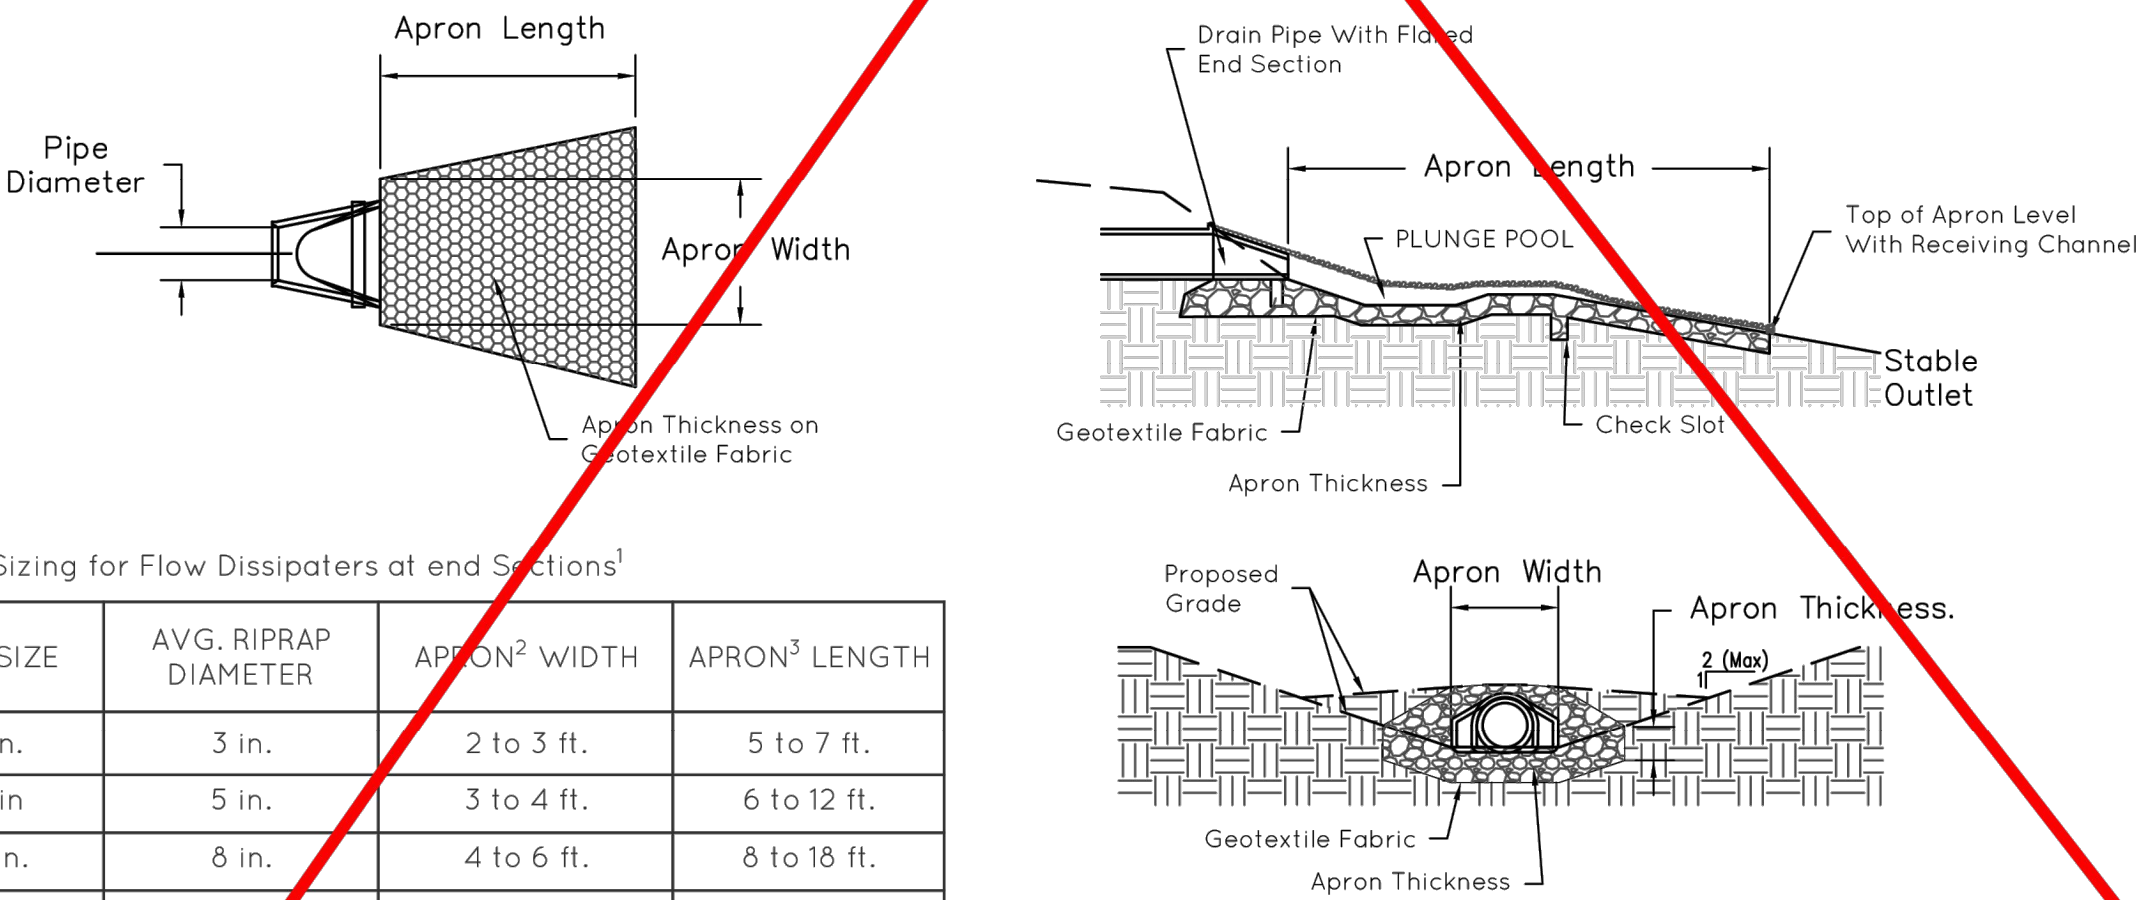 Apron Length
Pipe
Diameter
Apron Width
Apron Thickness on
Geotextile Fabric
Sizing for Flow Dissipaters at end Sections¹
SIZE
AVG. RIPRAP
DIAMETER
APRON² WIDTH
APRON³ LENGTH
n.
3 in.
2 to 3 ft.
5 to 7 ft.
in
5 in.
3 to 4 ft.
6 to 12 ft.
n.
8 in.
4 to 6 ft.
8 to 18 ft.
Drain Pipe With Flared
End Section
Apron Length
PLUNGE POOL
Top of Apron Level
With Receiving Channel
Stable
Outlet
Geotextile Fabric
Check Slot
Apron Thickness
Proposed
Grade
Apron Width
Apron Thickness.
2 (Max)
1
Geotextile Fabric
Apron Thickness